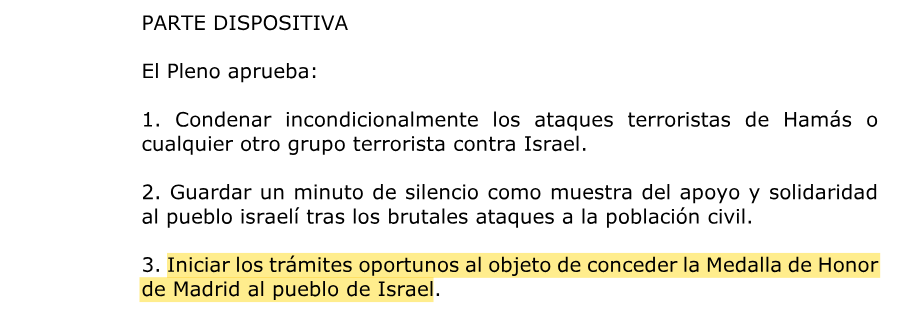 PARTE DISPOSITIVA
El Pleno aprueba:
1. Condenar incondicionalmente los ataques terroristas de Hamás o
cualquier otro grupo terrorista contra Israel.
2. Guardar un minuto de silencio como muestra del apoyo y solidaridad
al pueblo israelí tras los brutales ataques a la población civil.
3. Iniciar los trámites oportunos al objeto de conceder la Medalla de Honor
de Madrid al pueblo de Israel.